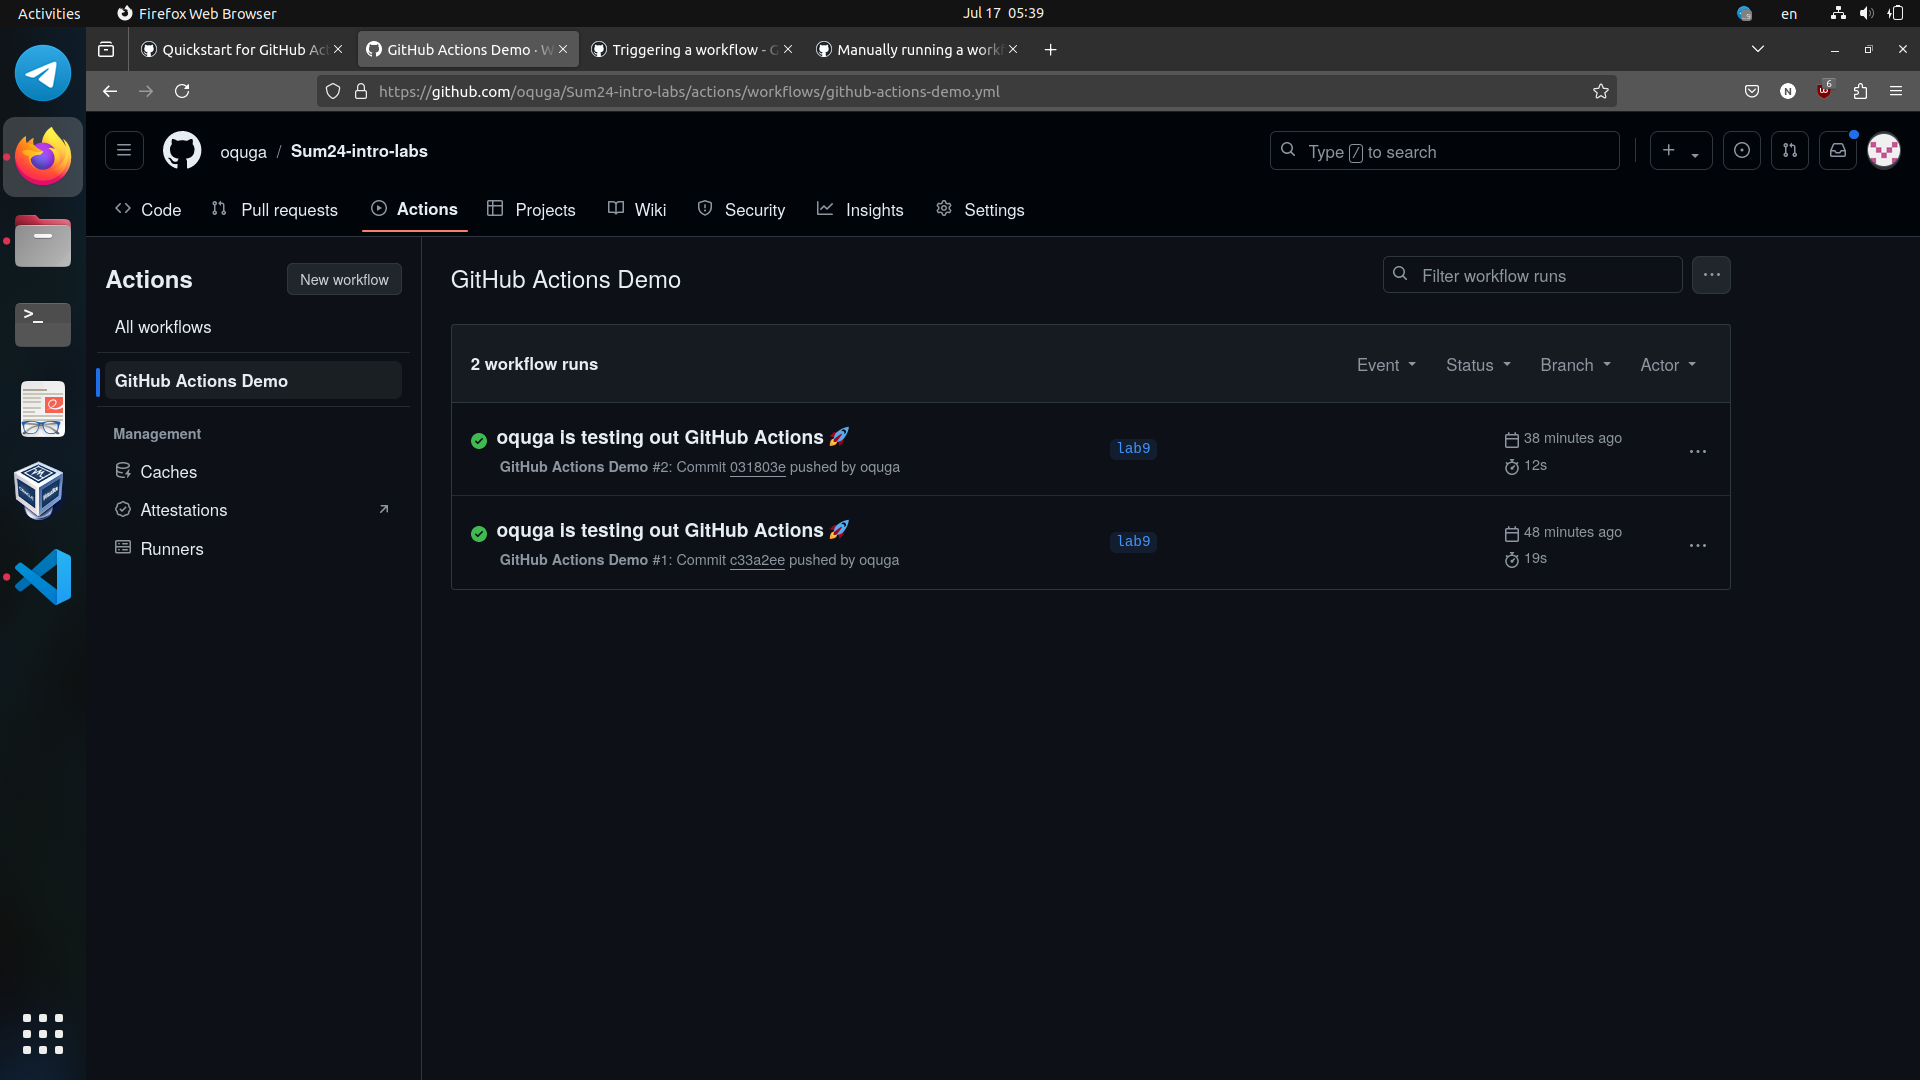 Activities Firefox Web Browser Jul 17 05:39 en
Quickstart for GitHub Ac GitHub Actions Demo · W Triggering a workflow - G Manually running a workf
https://github.com/oquga/Sum24-intro-labs/actions/workflows/github-actions-demo.yml N 6
oquga / Sum24-intro-labs Type / to search
Code Pull requests Actions Projects Wiki Security Insights Settings
Actions New workflow
All workflows
GitHub Actions Demo
Management
Caches
Attestations
Runners
GitHub Actions Demo Filter workflow runs
2 workflow runs Event Status Branch Actor
oquga is testing out GitHub Actions 🚀 lab9 38 minutes ago
GitHub Actions Demo #2: Commit 031803e pushed by oquga 12s
oquga is testing out GitHub Actions 🚀 lab9 48 minutes ago
GitHub Actions Demo #1: Commit c33a2ee pushed by oquga 19s